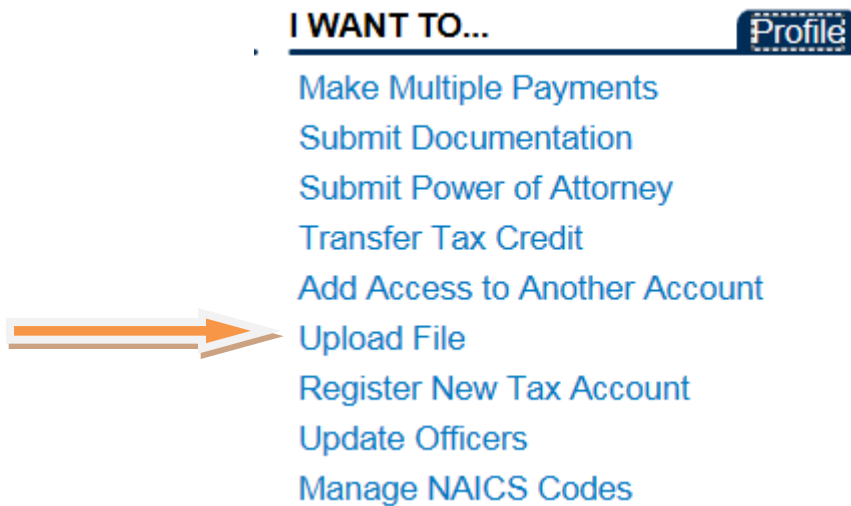 I WANT TO...
Profile
Make Multiple Payments
Submit Documentation
Submit Power of Attorney
Transfer Tax Credit
Add Access to Another Account
Upload File
Register New Tax Account
Update Officers
Manage NAICS Codes